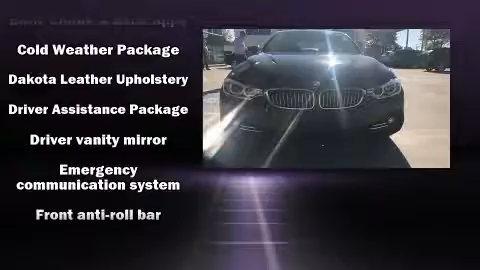 Cold Weather Package
Dakota Leather Upholstery
Driver Assistance Package
Driver vanity mirror
Emergency
communication system
Front anti-roll bar